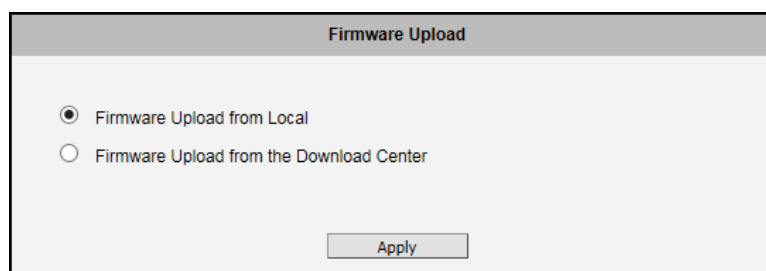 Firmware Upload
Firmware Upload from Local
Firmware Upload from the Download Center
Apply